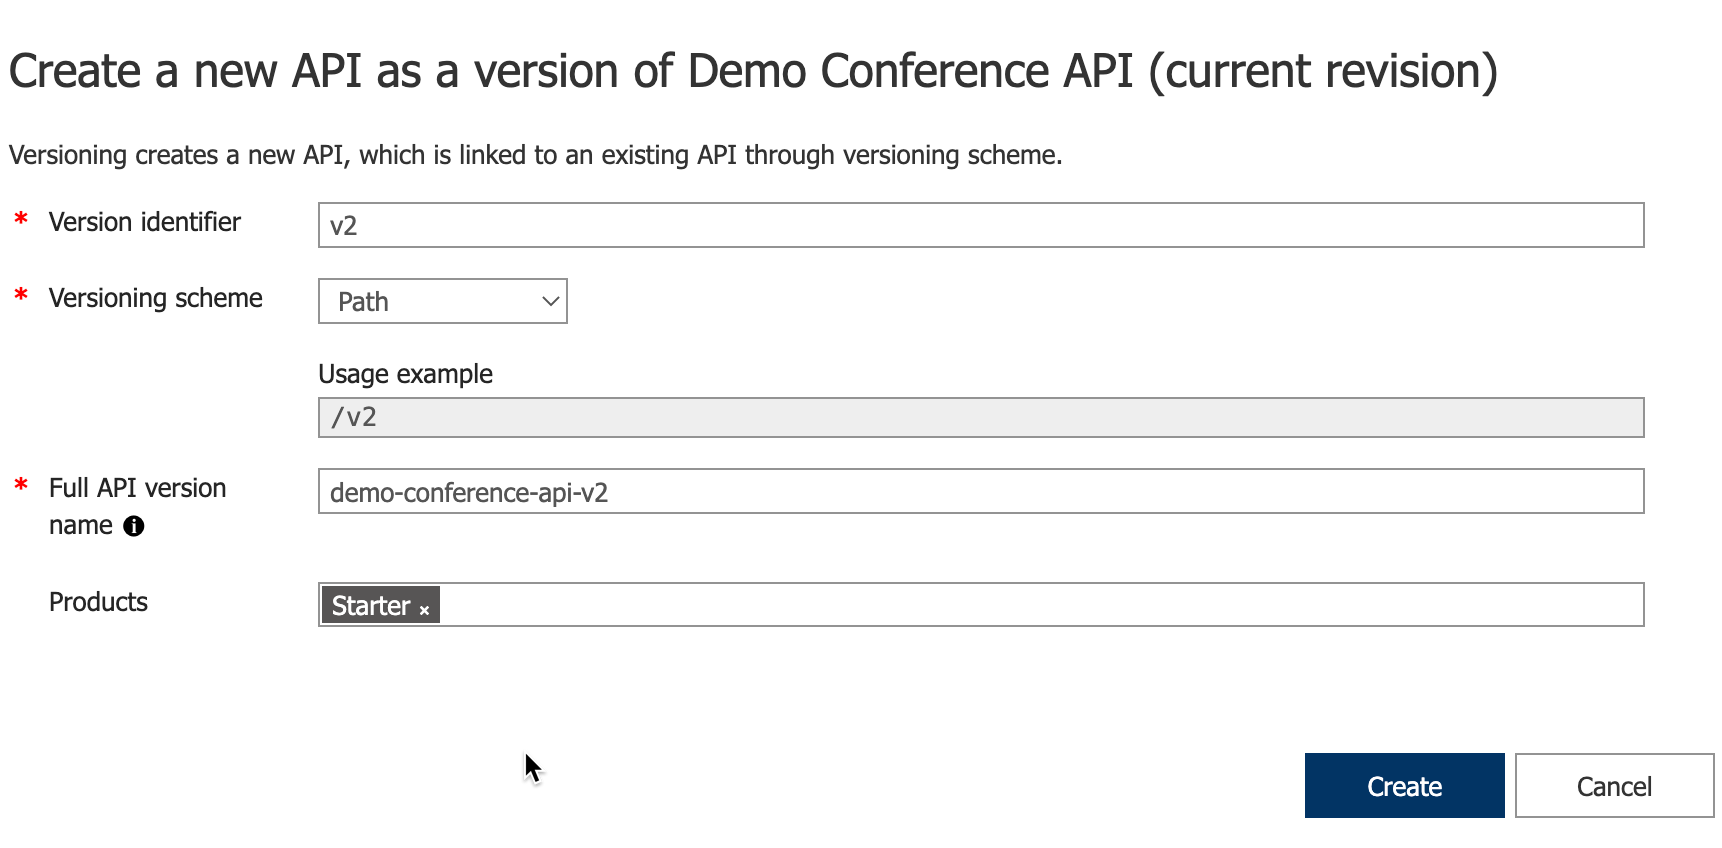 Create a new API as a version of Demo Conference API (current revision)
Versioning creates a new API, which is linked to an existing API through versioning scheme.
* Version identifier
v2
* Versioning scheme
Path
Usage example
/v2
* Full API version
name
demo-conference-api-v2
Products
Starter ×
Create
Cancel